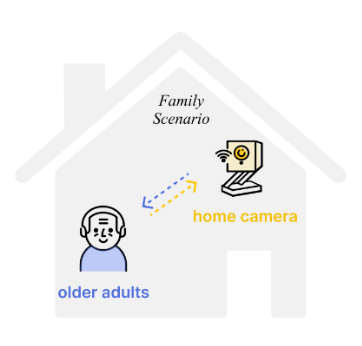 Family
Scenario
home camera
older adults